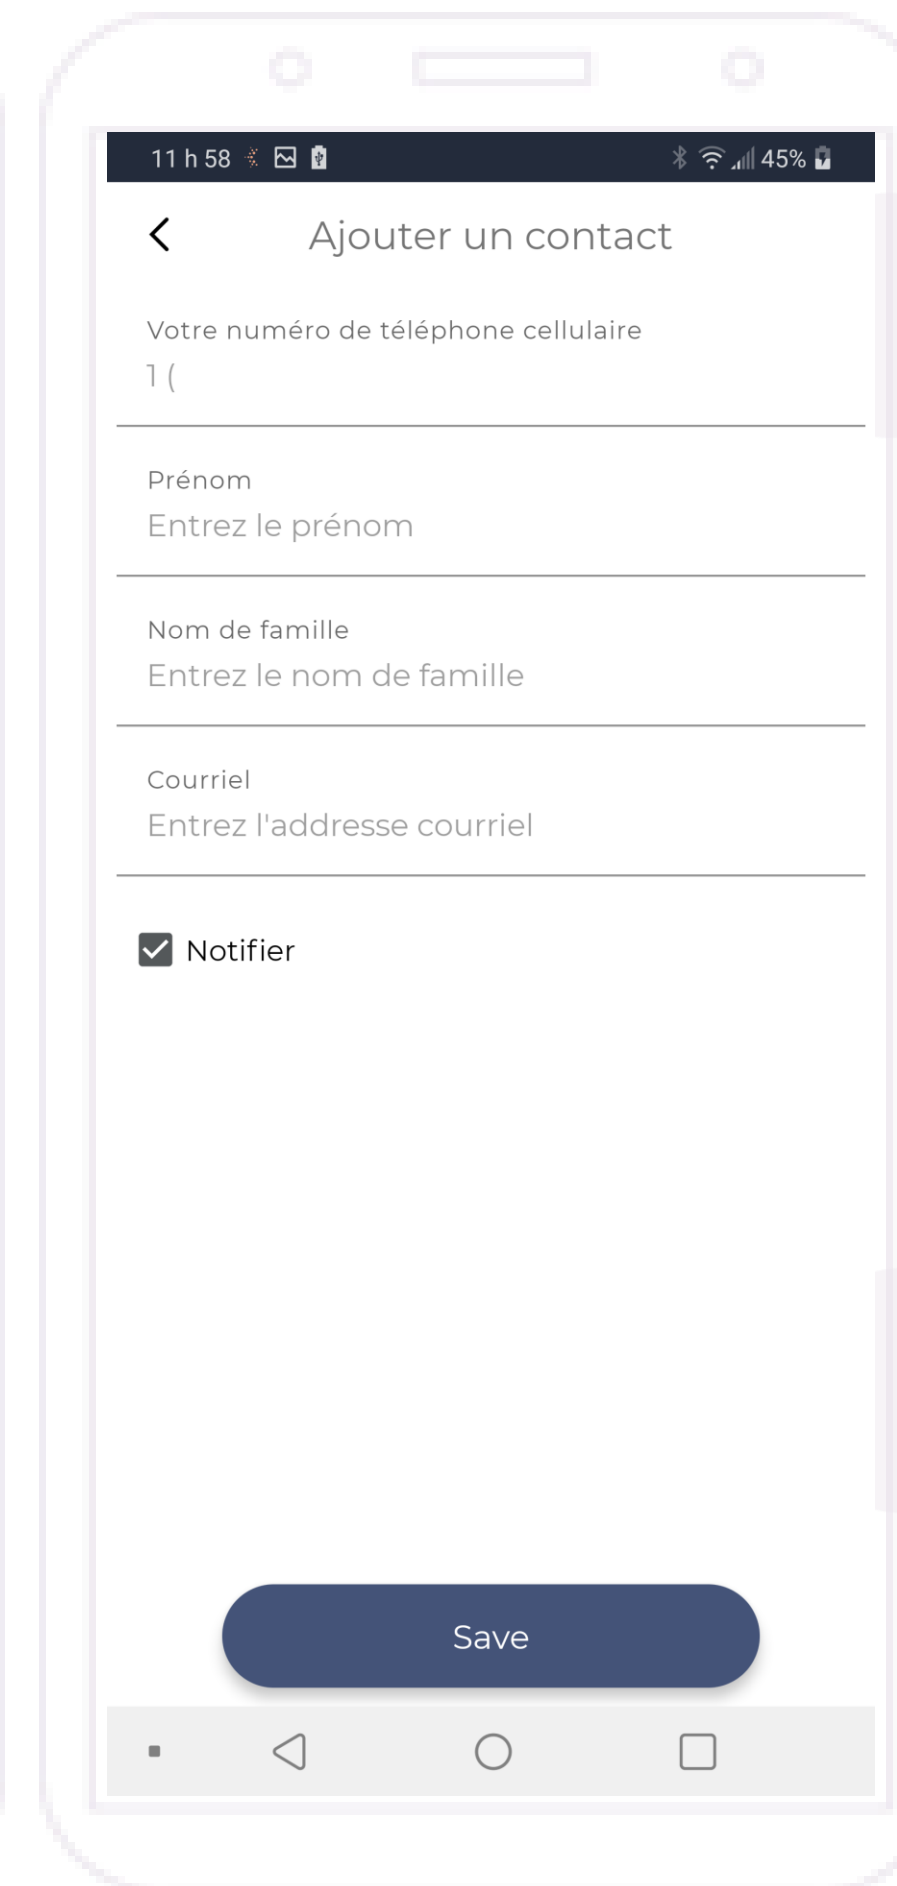 11 h 58
45%
Ajouter un contact
Votre numéro de téléphone cellulaire
1 (
Prénom
Entrez le prénom
Nom de famille
Entrez le nom de famille
Courriel
Entrez l'addresse courriel
Notifier
Save